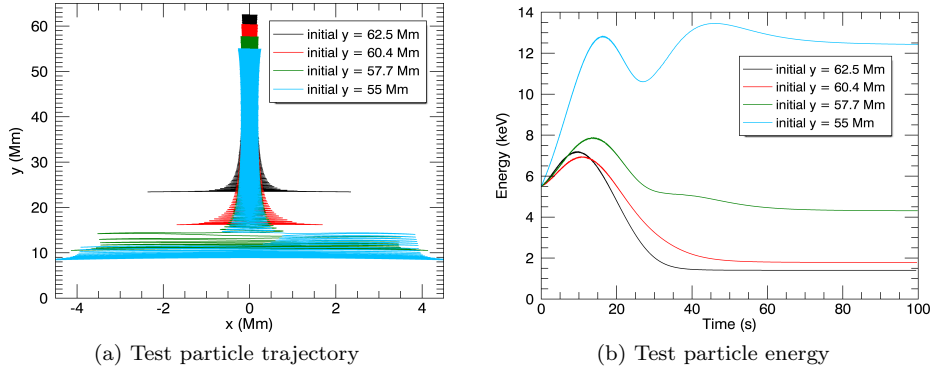 60
50
40
30
20
10
0
y (Mm)
-4
-2
0
2
4
x (Mm)
initial y = 62.5 Mm
initial y = 60.4 Mm
initial y = 57.7 Mm
initial y = 55 Mm
(a) Test particle trajectory
14
12
10
8
6
4
2
0
Energy (keV)
0
20
40
60
80
100
Time (s)
initial y = 62.5 Mm
initial y = 60.4 Mm
initial y = 57.7 Mm
initial y = 55 Mm
(b) Test particle energy